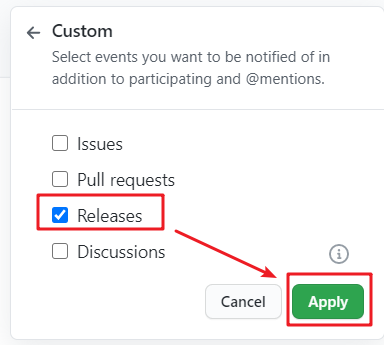 Custom
Select events you want to be notified of in
addition to participating and @mentions.
Issues
Pull requests
Releases
Discussions
Cancel
Apply